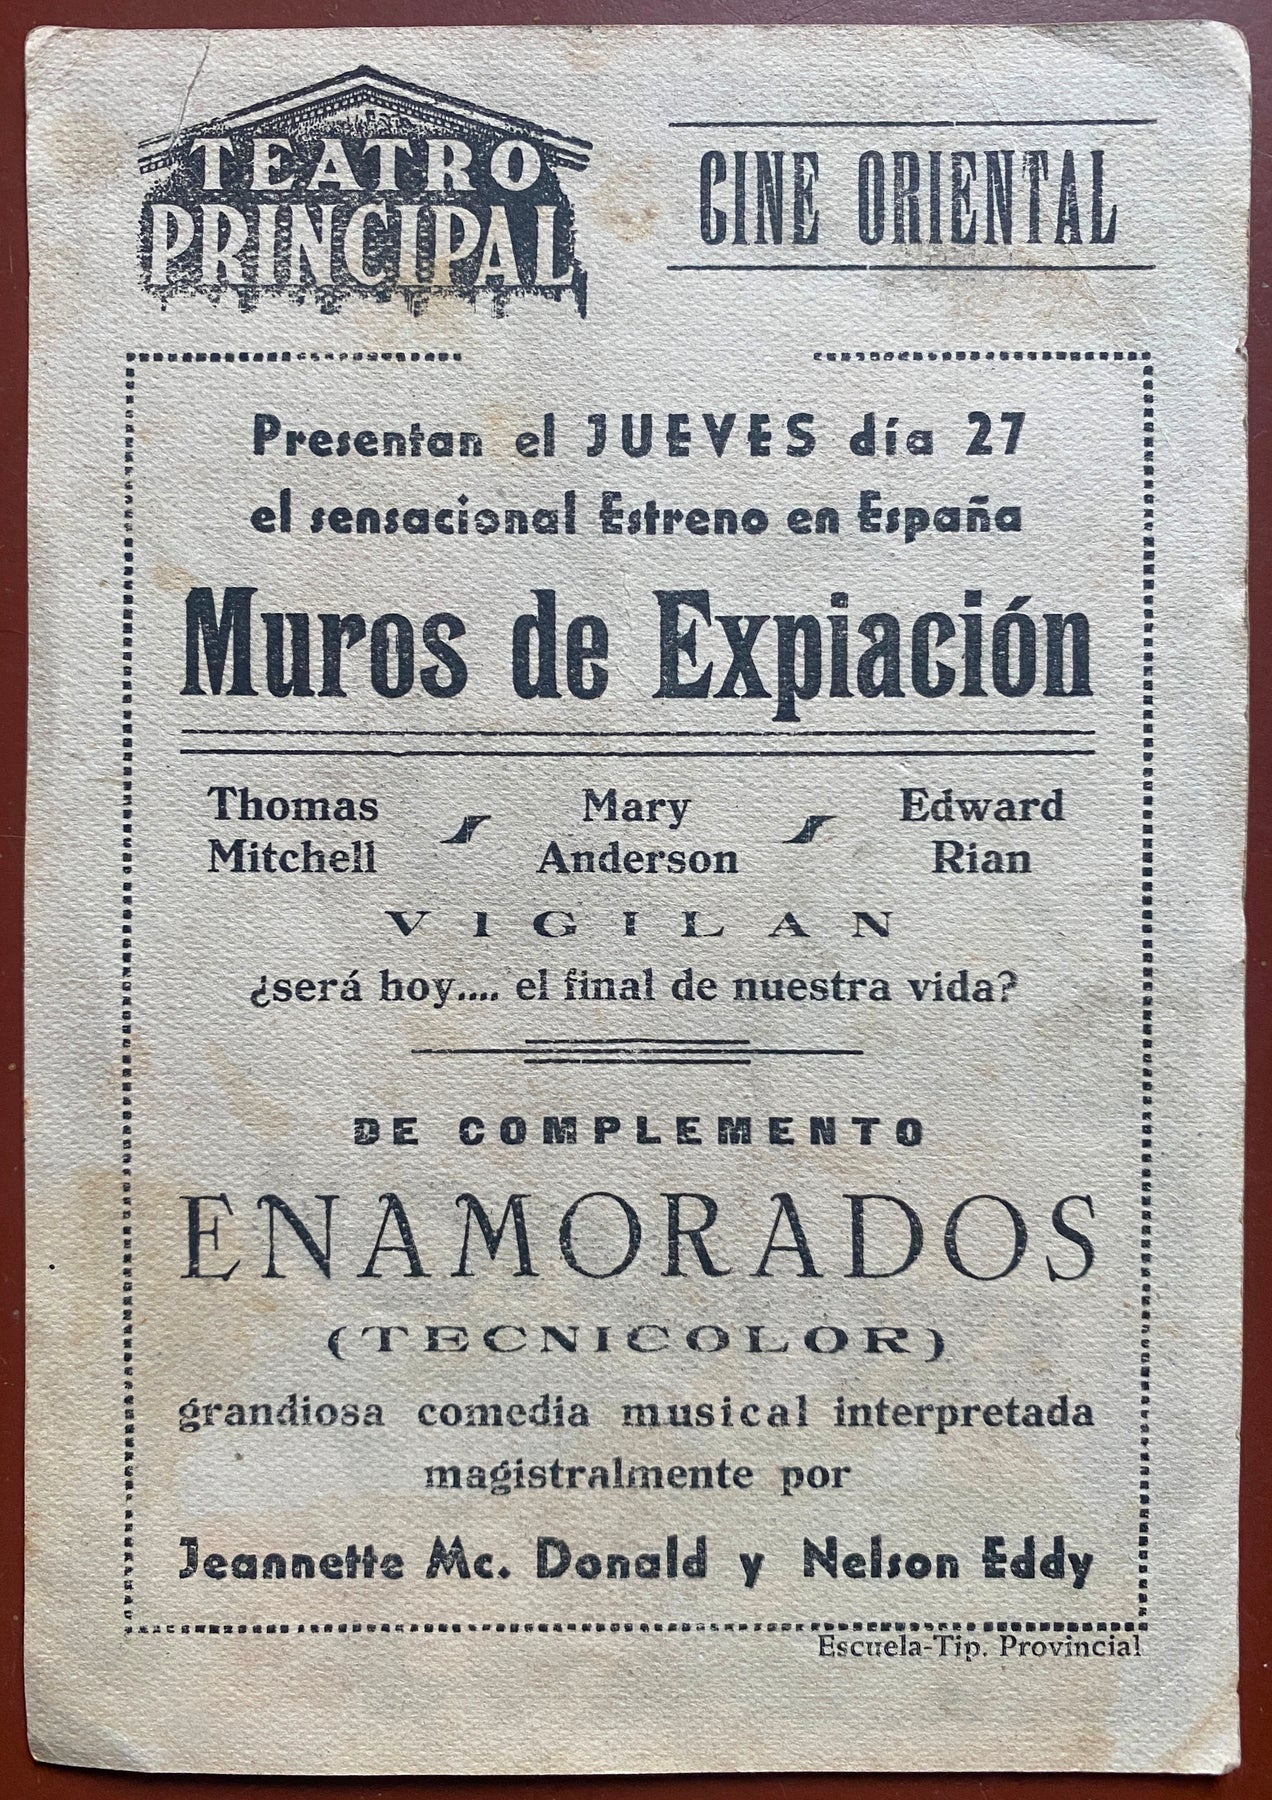 TEATRO
PRINCIPAL
CINE ORIENTAL
Presentan el JUEVES día 27
el sensacional Estreno en España
Muros de Expiación
Thomas Mitchell
Mary Anderson
Edward Rian
VIGILAN
¿será hoy.... el final de nuestra vida?
DE COMPLEMENTO
ENAMORADOS
(TECNICOLOR)
grandiosa comedia musical interpretada
magistralmente por
Jeannette Mc. Donald y Nelson Eddy
Escuela-Tip. Provincial